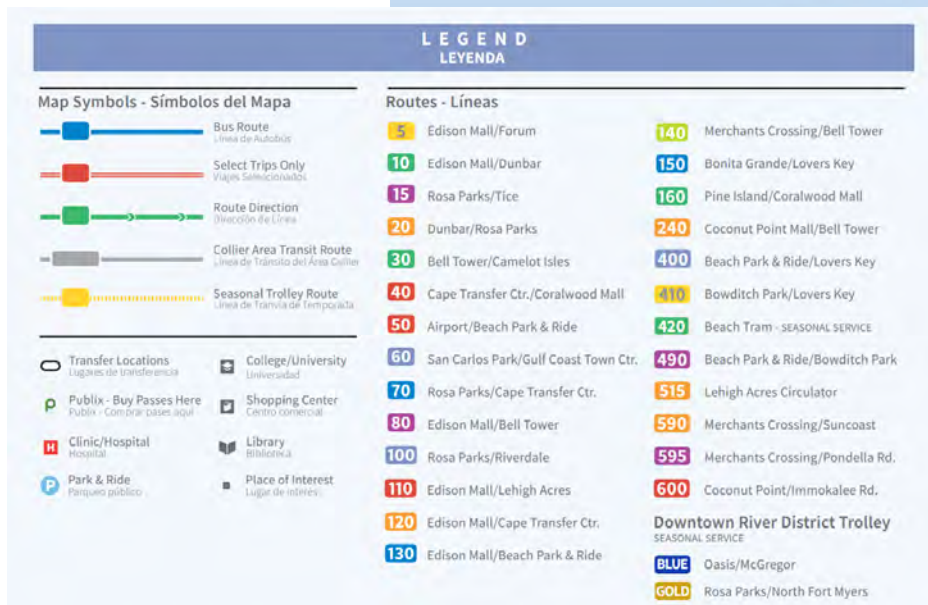 LEGEND
LEYENDA
Map Symbols - Símbolos del Mapa
Bus Route
Línea de Autobús
Select Trips Only
Viajes Seleccionados
Route Direction
Dirección de Línea
Collier Area Transit Route
Línea de Tránsito del Área Collier
Seasonal Trolley Route
Línea de Tranvía de Temporada
Transfer Locations
Lugares de transferencia
Publix - Buy Passes Here
Publix - Comprar pases aquí
H Clinic/Hospital
Hospital
P Park & Ride
Parqueo público
College/University
Universidad
Shopping Center
Centro comercial
Library
Biblioteca
Place of Interest
Lugar de interés
Routes - Líneas
5 Edison Mall/Forum
10 Edison Mall/Dunbar
15 Rosa Parks/Tice
20 Dunbar/Rosa Parks
30 Bell Tower/Camelot Isles
40 Cape Transfer Ctr./Coralwood Mall
50 Airport/Beach Park & Ride
60 San Carlos Park/Gulf Coast Town Ctr.
70 Rosa Parks/Cape Transfer Ctr.
80 Edison Mall/Bell Tower
100 Rosa Parks/Riverdale
110 Edison Mall/Lehigh Acres
120 Edison Mall/Cape Transfer Ctr.
130 Edison Mall/Beach Park & Ride
140 Merchants Crossing/Bell Tower
150 Bonita Grande/Lovers Key
160 Pine Island/Coralwood Mall
240 Coconut Point Mall/Bell Tower
400 Beach Park & Ride/Lovers Key
410 Bowditch Park/Lovers Key
420 Beach Tram - SEASONAL SERVICE
490 Beach Park & Ride/Bowditch Park
515 Lehigh Acres Circulator
590 Merchants Crossing/Suncoast
595 Merchants Crossing/Pondella Rd.
600 Coconut Point/Immokalee Rd.
Downtown River District Trolley
SEASONAL SERVICE
BLUE Oasis/McGregor
GOLD Rosa Parks/North Fort Myers